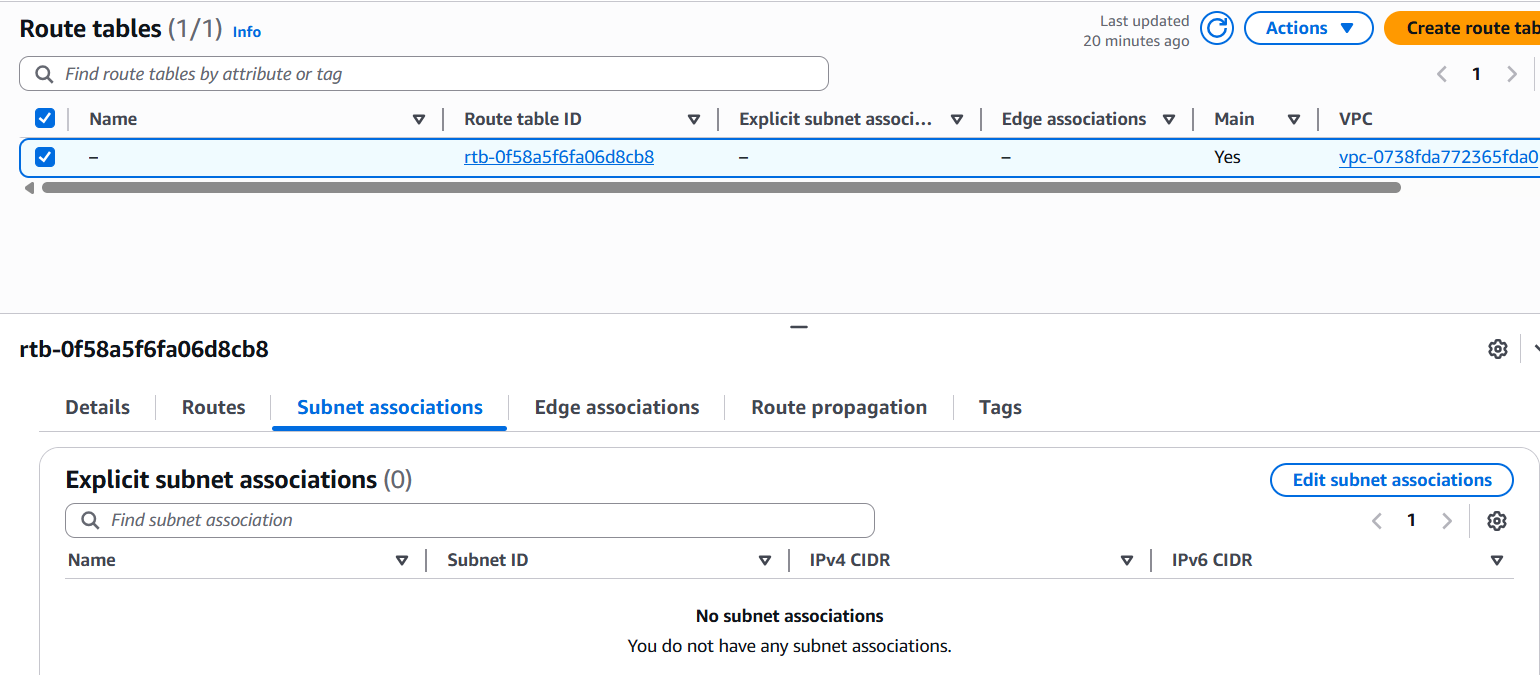 Route tables (1/1) Info
Last updated
20 minutes ago
Actions
Create route tab
Find route tables by attribute or tag
1
Name Route table ID Explicit subnet associ... Edge associations Main VPC
– rtb-0f58a5f6fa06d8cb8 – – Yes vpc-0738fda772365fda0
rtb-0f58a5f6fa06d8cb8
Details Routes Subnet associations Edge associations Route propagation Tags
Explicit subnet associations (0)
Edit subnet associations
Find subnet association
1
Name Subnet ID IPv4 CIDR IPv6 CIDR
No subnet associations
You do not have any subnet associations.